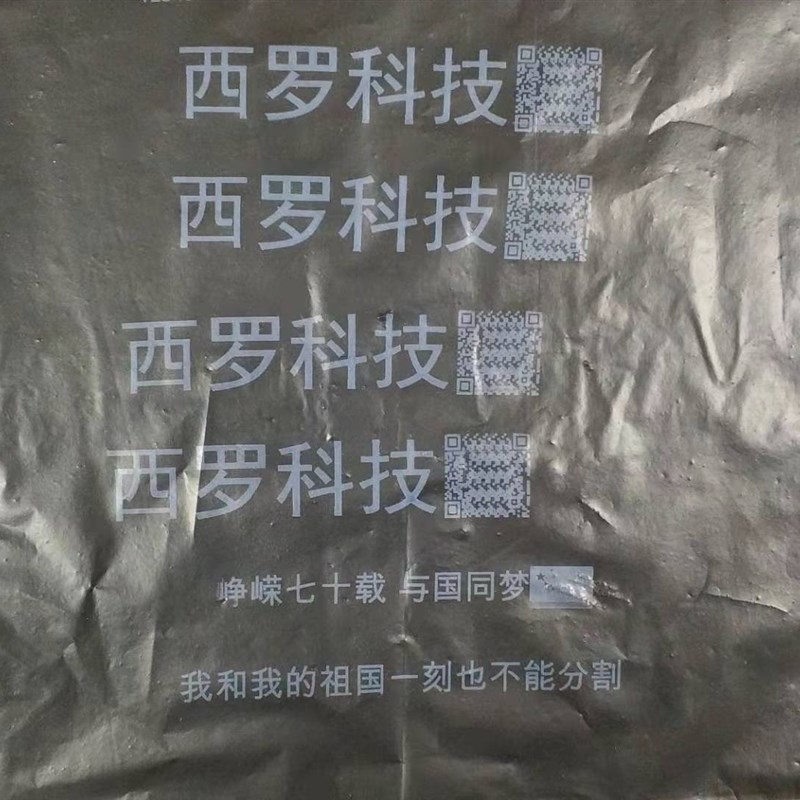 西罗科技
西罗科技
西罗科技
西罗科技
峥嵘七十载 与国同梦
我和我的祖国一刻也不能分割